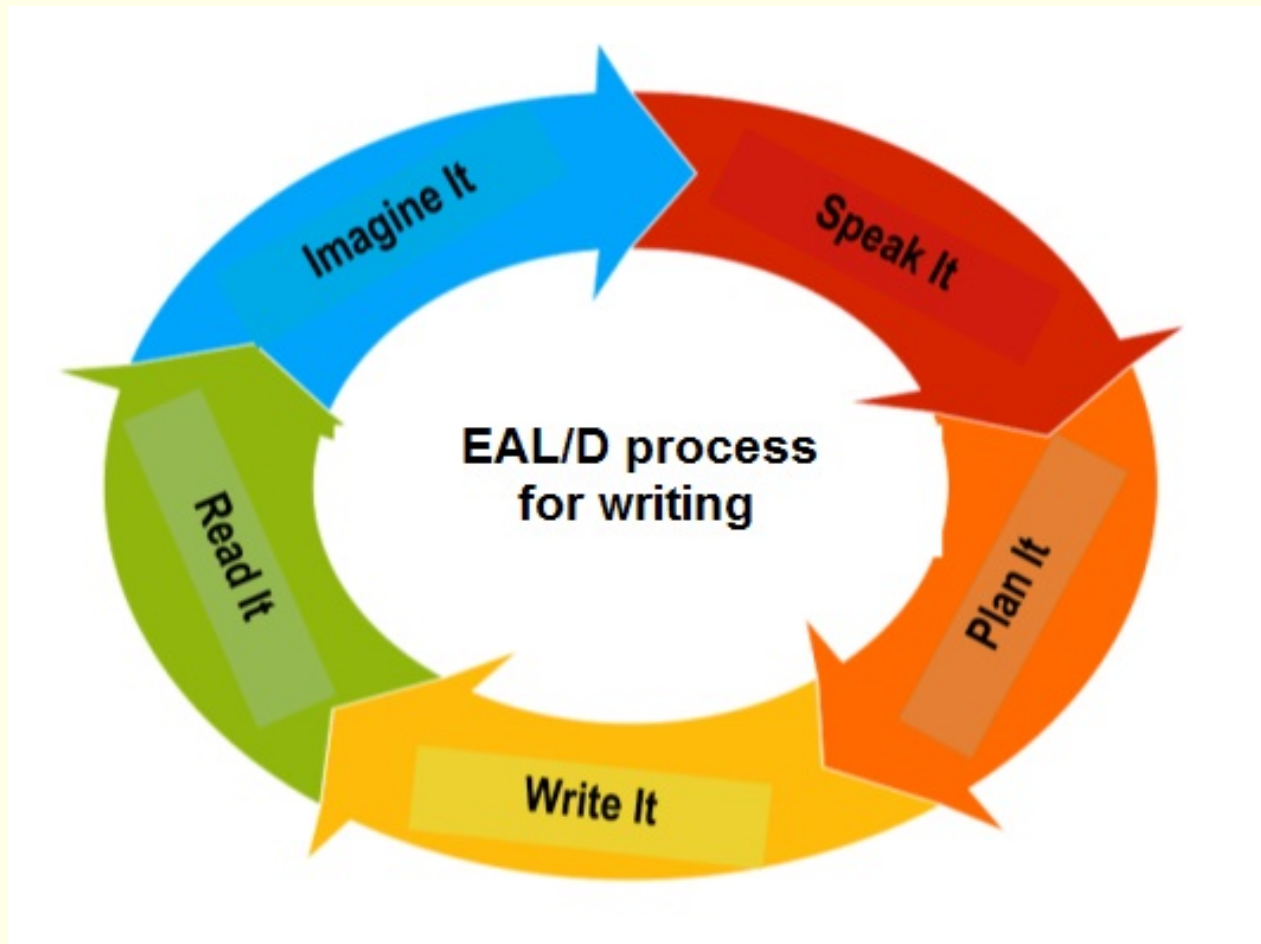 Imagine It
Speak It
EAL/D process
for writing
Plan It
Write It
Read It